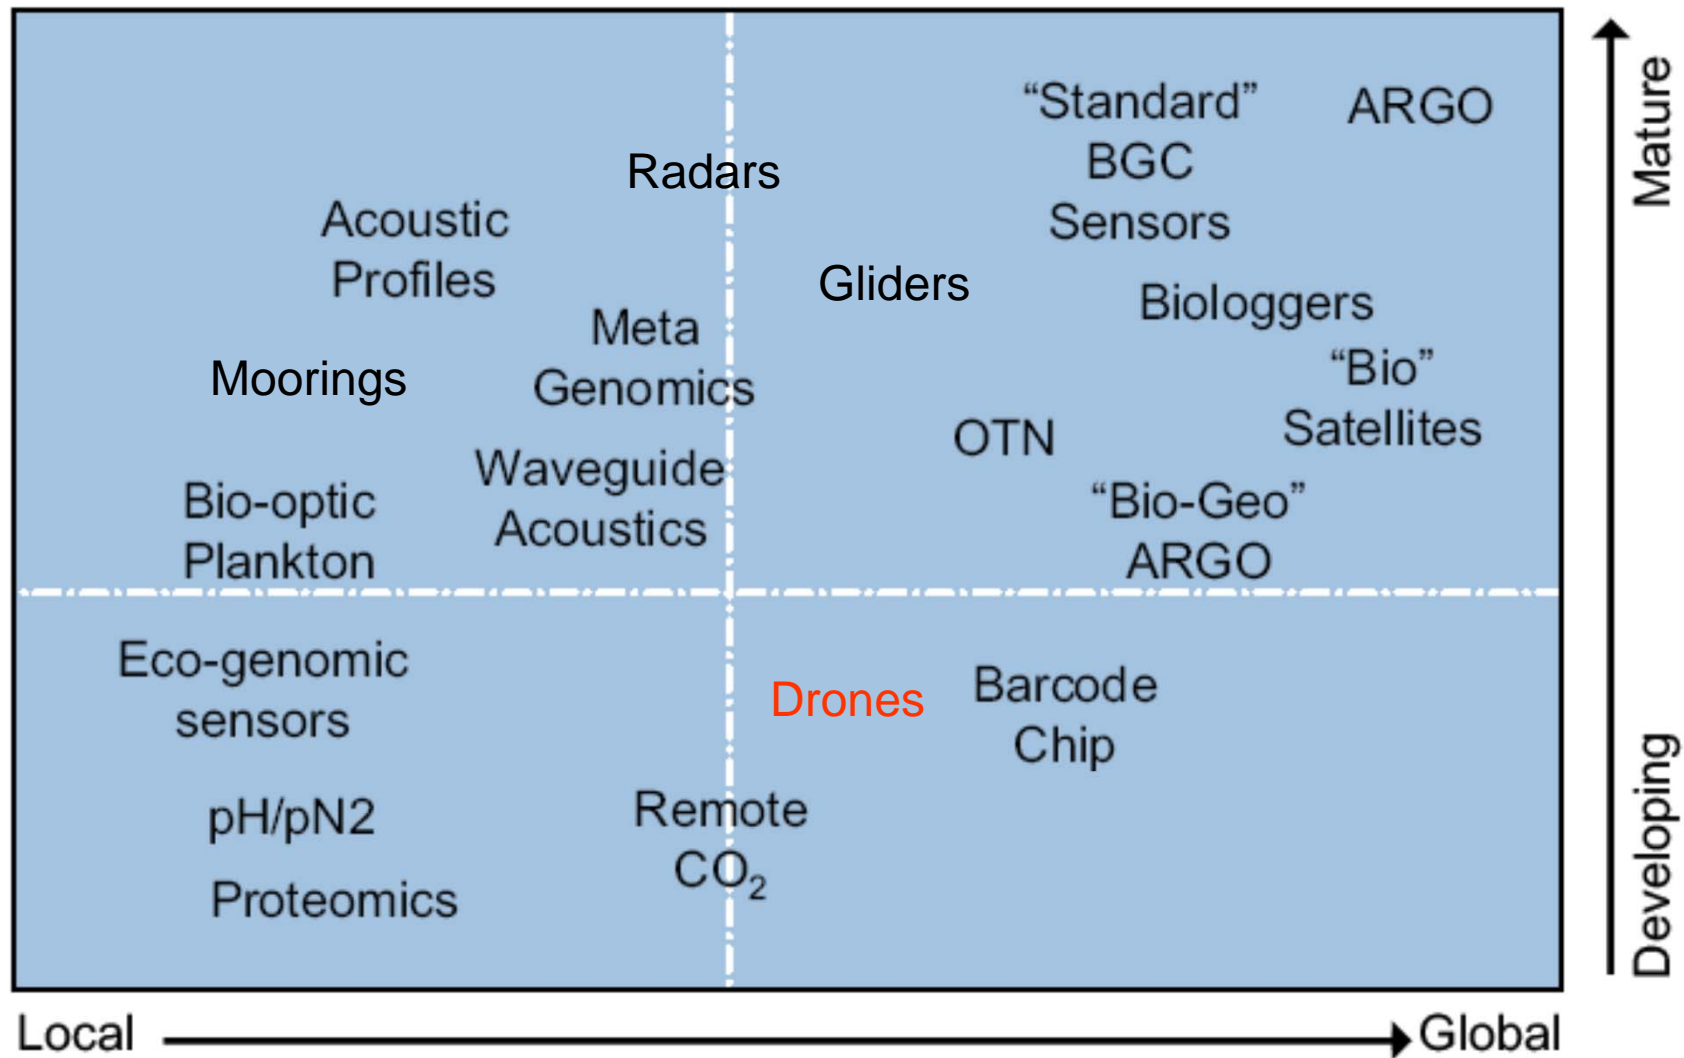 “Standard”
BGC
Sensors
ARGO
Radars
Acoustic
Profiles
Gliders
Biologgers
Meta
Genomics
Moorings
“Bio”
Satellites
OTN
Waveguide
Acoustics
Bio-optic
Plankton
“Bio-Geo”
ARGO
Eco-genomic
sensors
Drones
Barcode
Chip
pH/pN2
Remote
CO₂
Proteomics
Mature
Developing
Local
Global